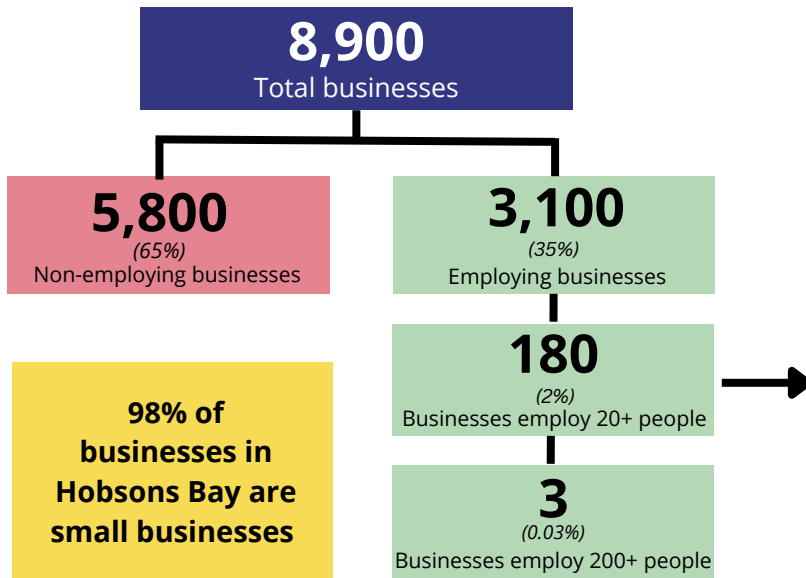 8,900
Total businesses
5,800
(65%)
Non-employing businesses
3,100
(35%)
Employing businesses
180
(2%)
Businesses employ 20+ people
3
(0.03%)
Businesses employ 200+ people
98% of
businesses in
Hobsons Bay are
small businesses